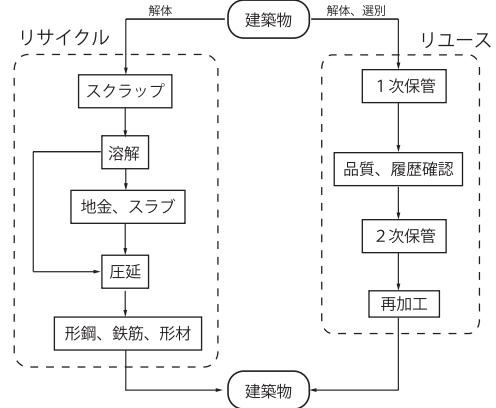 建築物
解体
解体、選別
リサイクル
スクラップ
溶解
地金、スラブ
圧延
形鋼、鉄筋、形材
リユース
1次保管
品質、履歴確認
2次保管
再加工
建築物